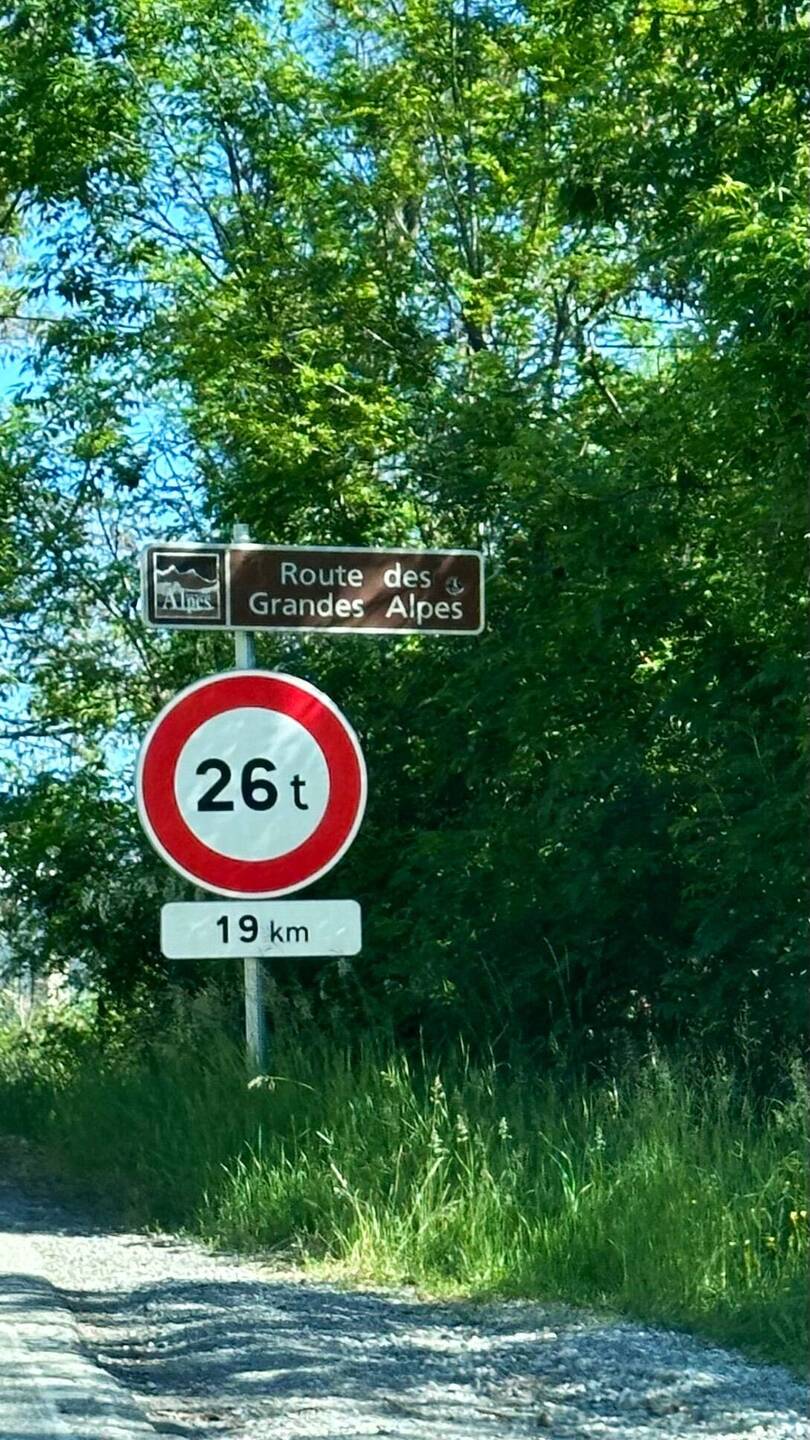 Alpes
Route des
Grandes Alpes
26 t
19 km